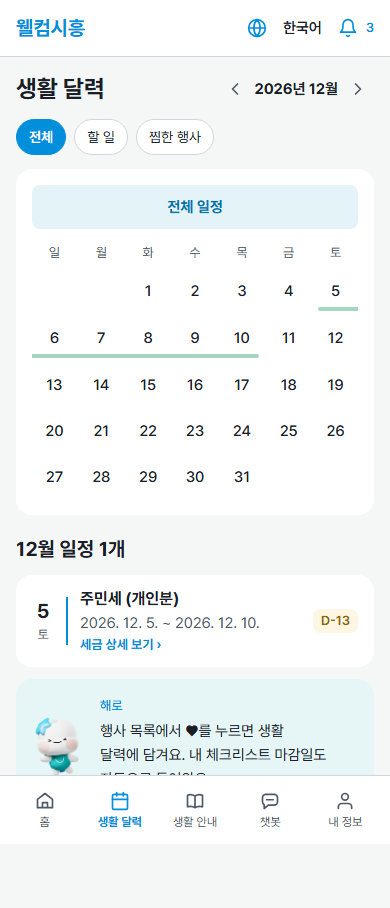 웰컴시흥
한국어
3
생활 달력
2026년 12월
전체
할 일
찜한 행사
전체 일정
일 월 화 수 목 금 토
1 2 3 4 5
6 7 8 9 10 11 12
13 14 15 16 17 18 19
20 21 22 23 24 25 26
27 28 29 30 31
12월 일정 1개
5
토
주민세 (개인분)
2026. 12. 5. ~ 2026. 12. 10.
세금 상세 보기 ›
D-13
해로
행사 목록에서 ♥를 누르면 생활
달력에 담겨요. 내 체크리스트 마감일도
홈
생활 달력
생활 안내
챗봇
내 정보